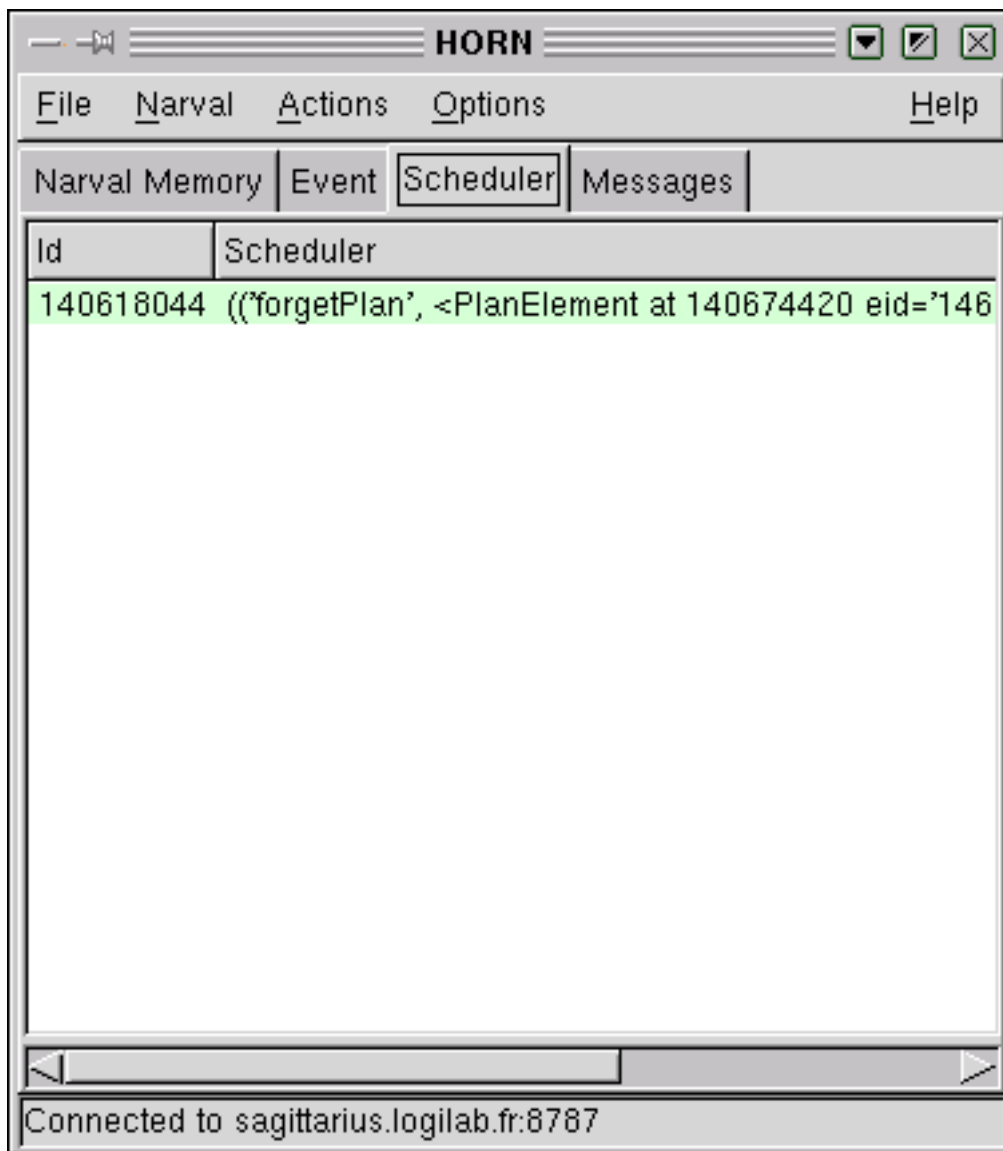 HORN
File Narval Actions Options Help
Narval Memory Event Scheduler Messages
Id Scheduler
140618044 (('forgetPlan', <PlanElement at 140674420 eid='146
Connected to sagittarius.logilab.fr:8787